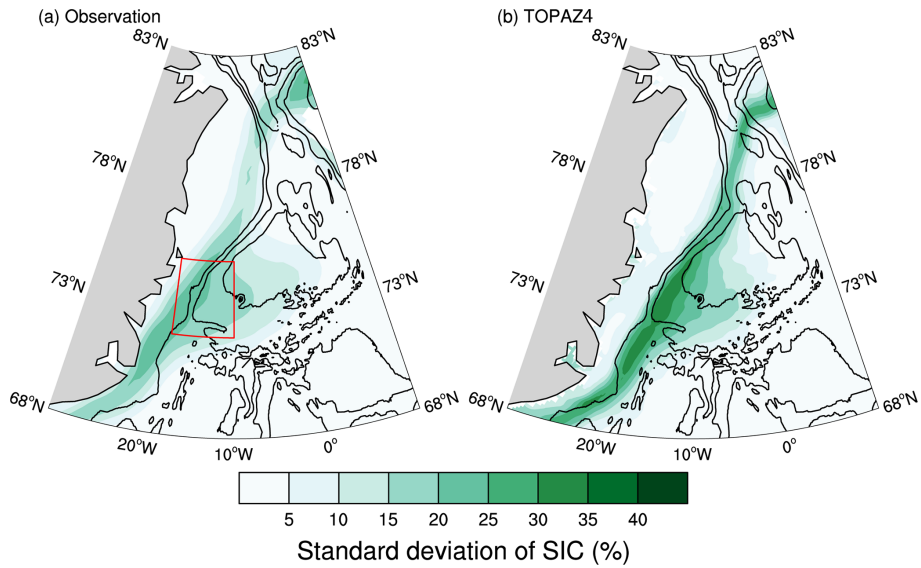 (a) Observation
(b) TOPAZ4
83°N
83°N
83°N
83°N
78°N
78°N
78°N
78°N
73°N
73°N
73°N
73°N
68°N
68°N
68°N
68°N
20°W
10°W
0°
20°W
10°W
0°
5 10 15 20 25 30 35 40
Standard deviation of SIC (%)